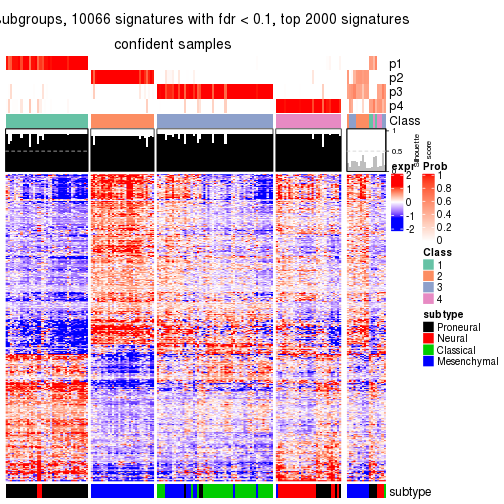 subgroups, 10066 signatures with fdr < 0.1, top 2000 signatures
confident samples
p1
p2
p3
p4
Class
1
0.5
0
Silhouette
score
expr
2
1
0
-1
-2
Prob
1
0.8
0.6
0.4
0.2
0
Class
1
2
3
4
subtype
Proneural
Neural
Classical
Mesenchymal
subtype